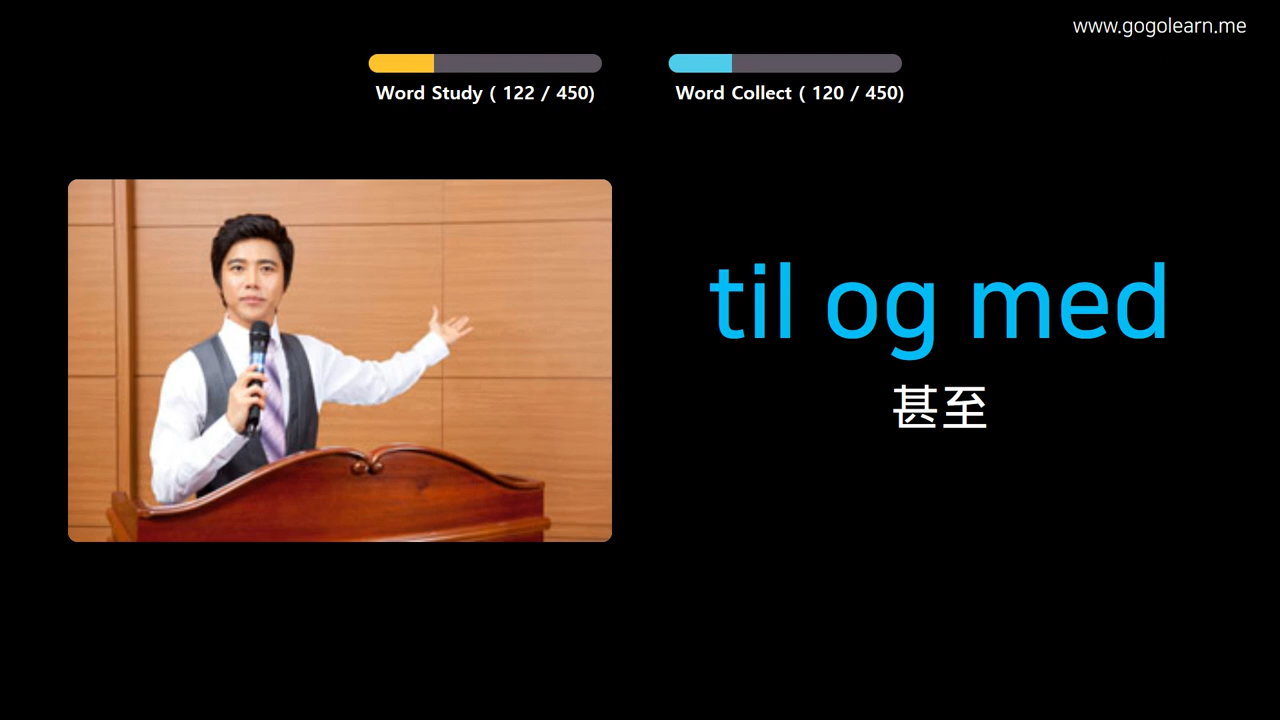 www.gogolearn.me
Word Study ( 122 / 450)
Word Collect ( 120 / 450)
til og med
甚至